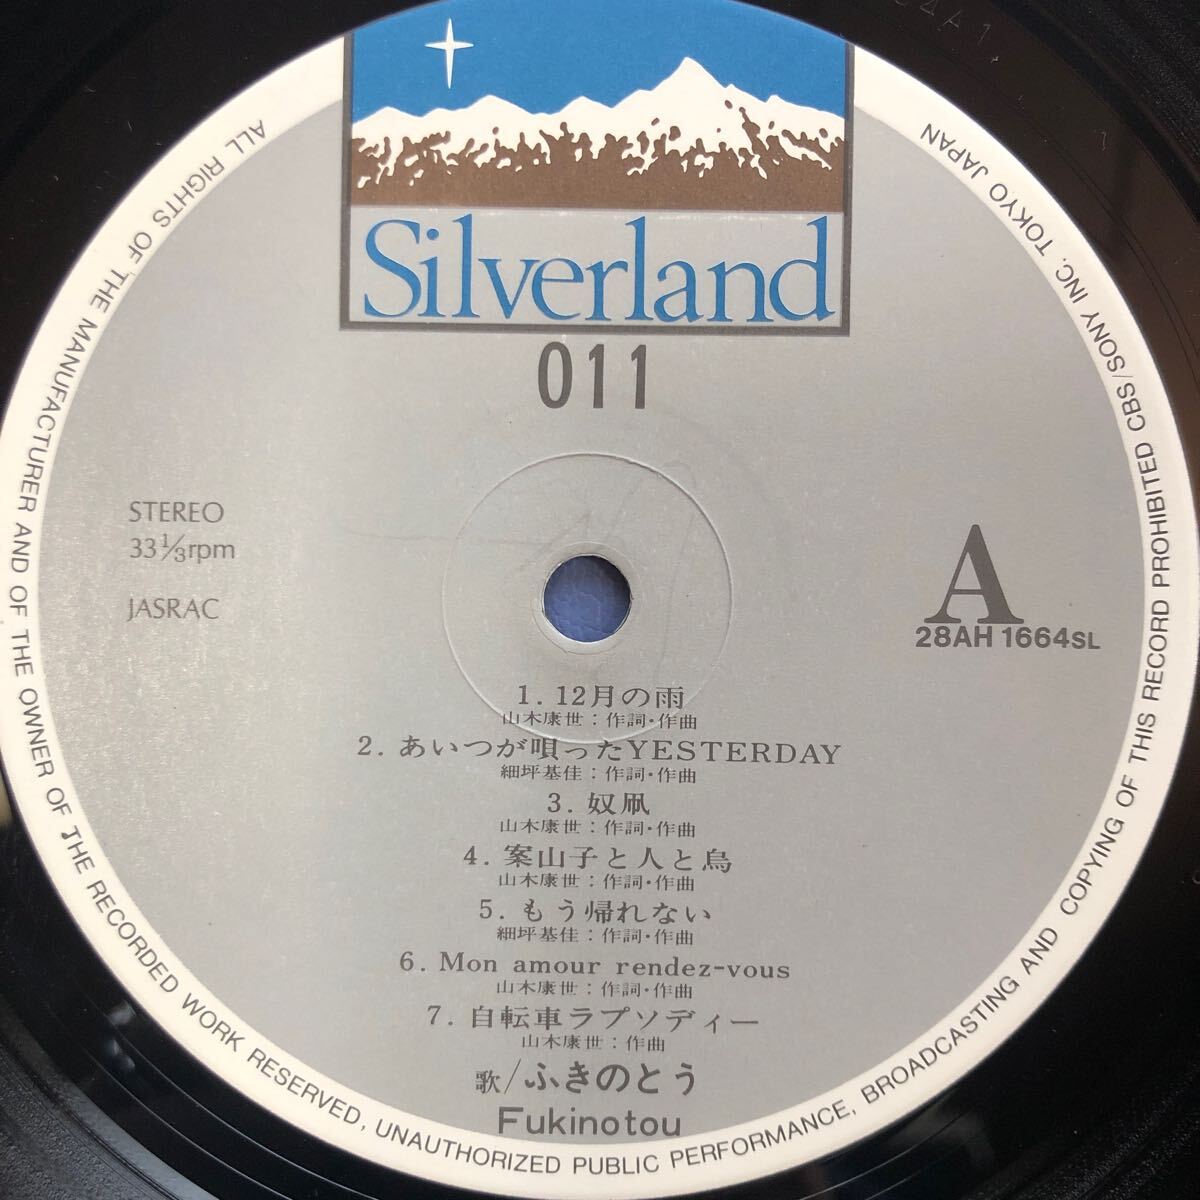 Silverland
011
STEREO
33⅓rpm
JASRAC
A
28AH 1664SL
1. 12月の雨
山木康世：作詞・作曲
2. あいつが唄ったYESTERDAY
細坪基佳：作詞・作曲
3. 奴凧
山木康世：作詞・作曲
4. 案山子と人と烏
山木康世：作詞・作曲
5. もう帰れない
細坪基佳：作詞・作曲
6. Mon amour rendez-vous
山木康世：作詞・作曲
7. 自転車ラプソディー
山木康世：作曲
歌/ふきのとう
Fukinotou
ALL RIGHTS OF THE MANUFACTURER AND OF THE OWNER OF THE RECORDED WORK RESERVED, UNAUTHORIZED PUBLIC PERFORMANCE, BROADCASTING AND COPYING OF THIS RECORD PROHIBITED CBS/SONY INC. TOKYO JAPAN